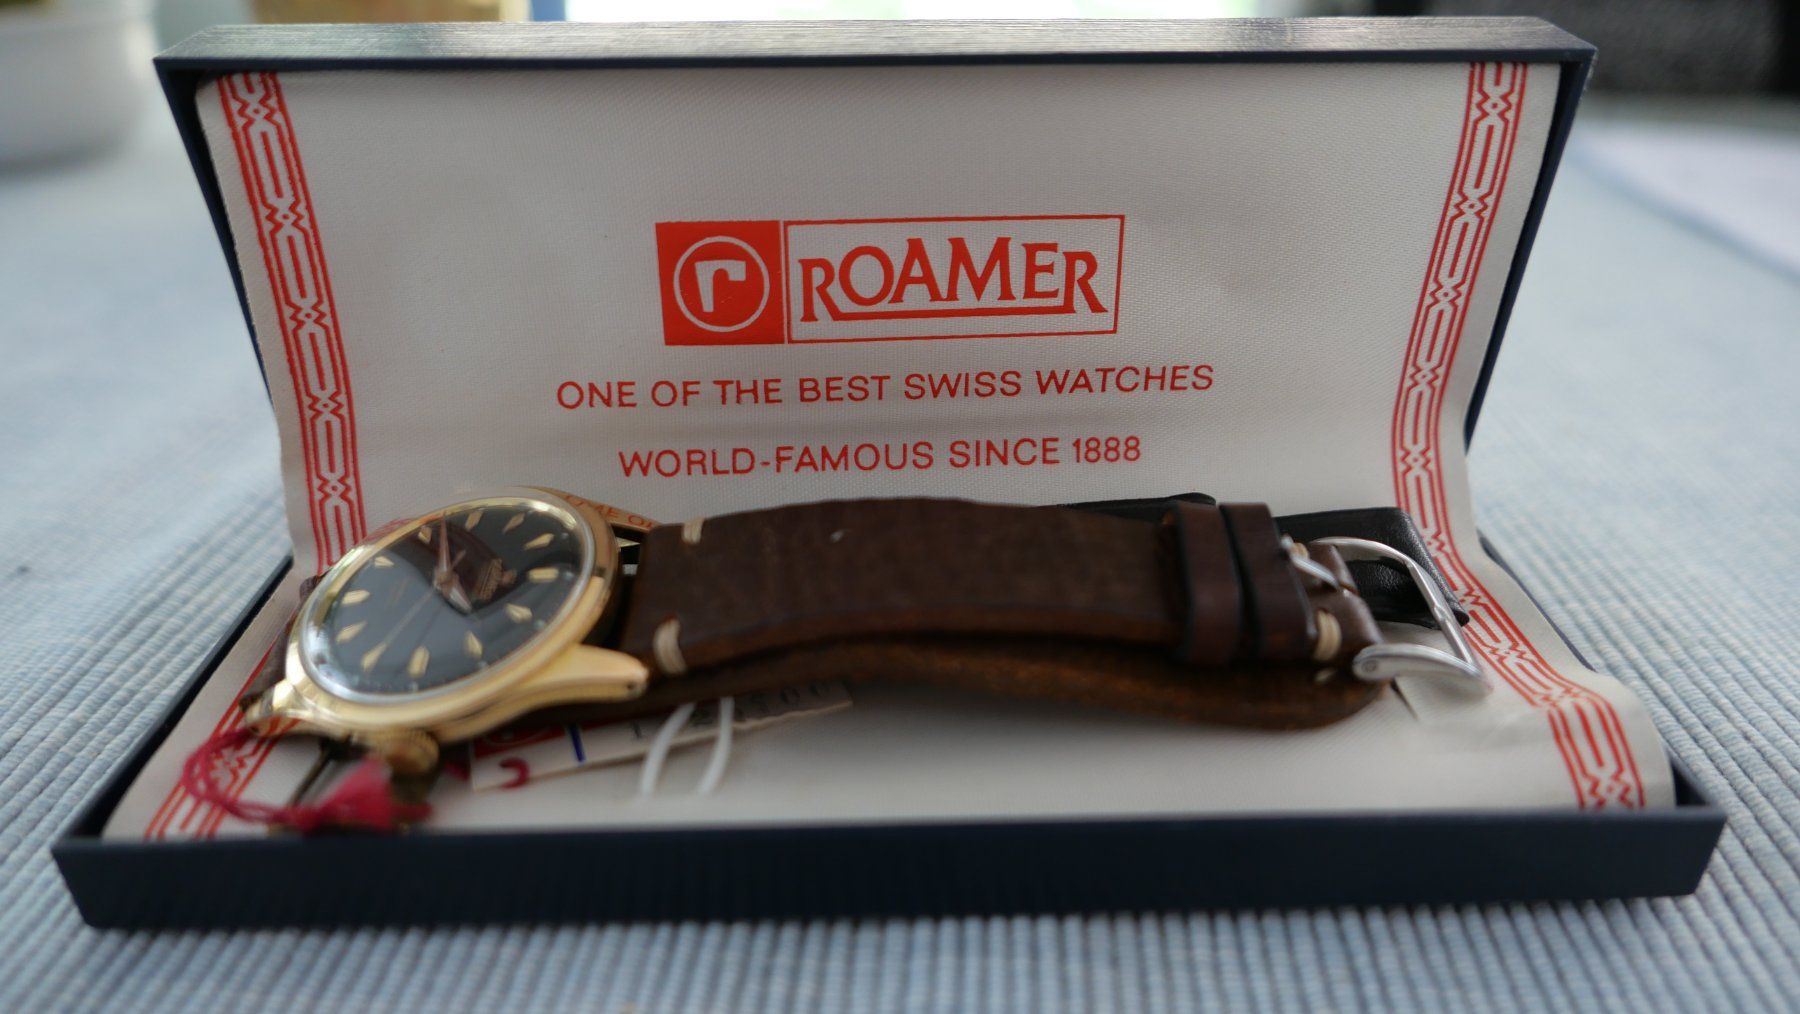 r ROAMER
ONE OF THE BEST SWISS WATCHES
WORLD-FAMOUS SINCE 1888